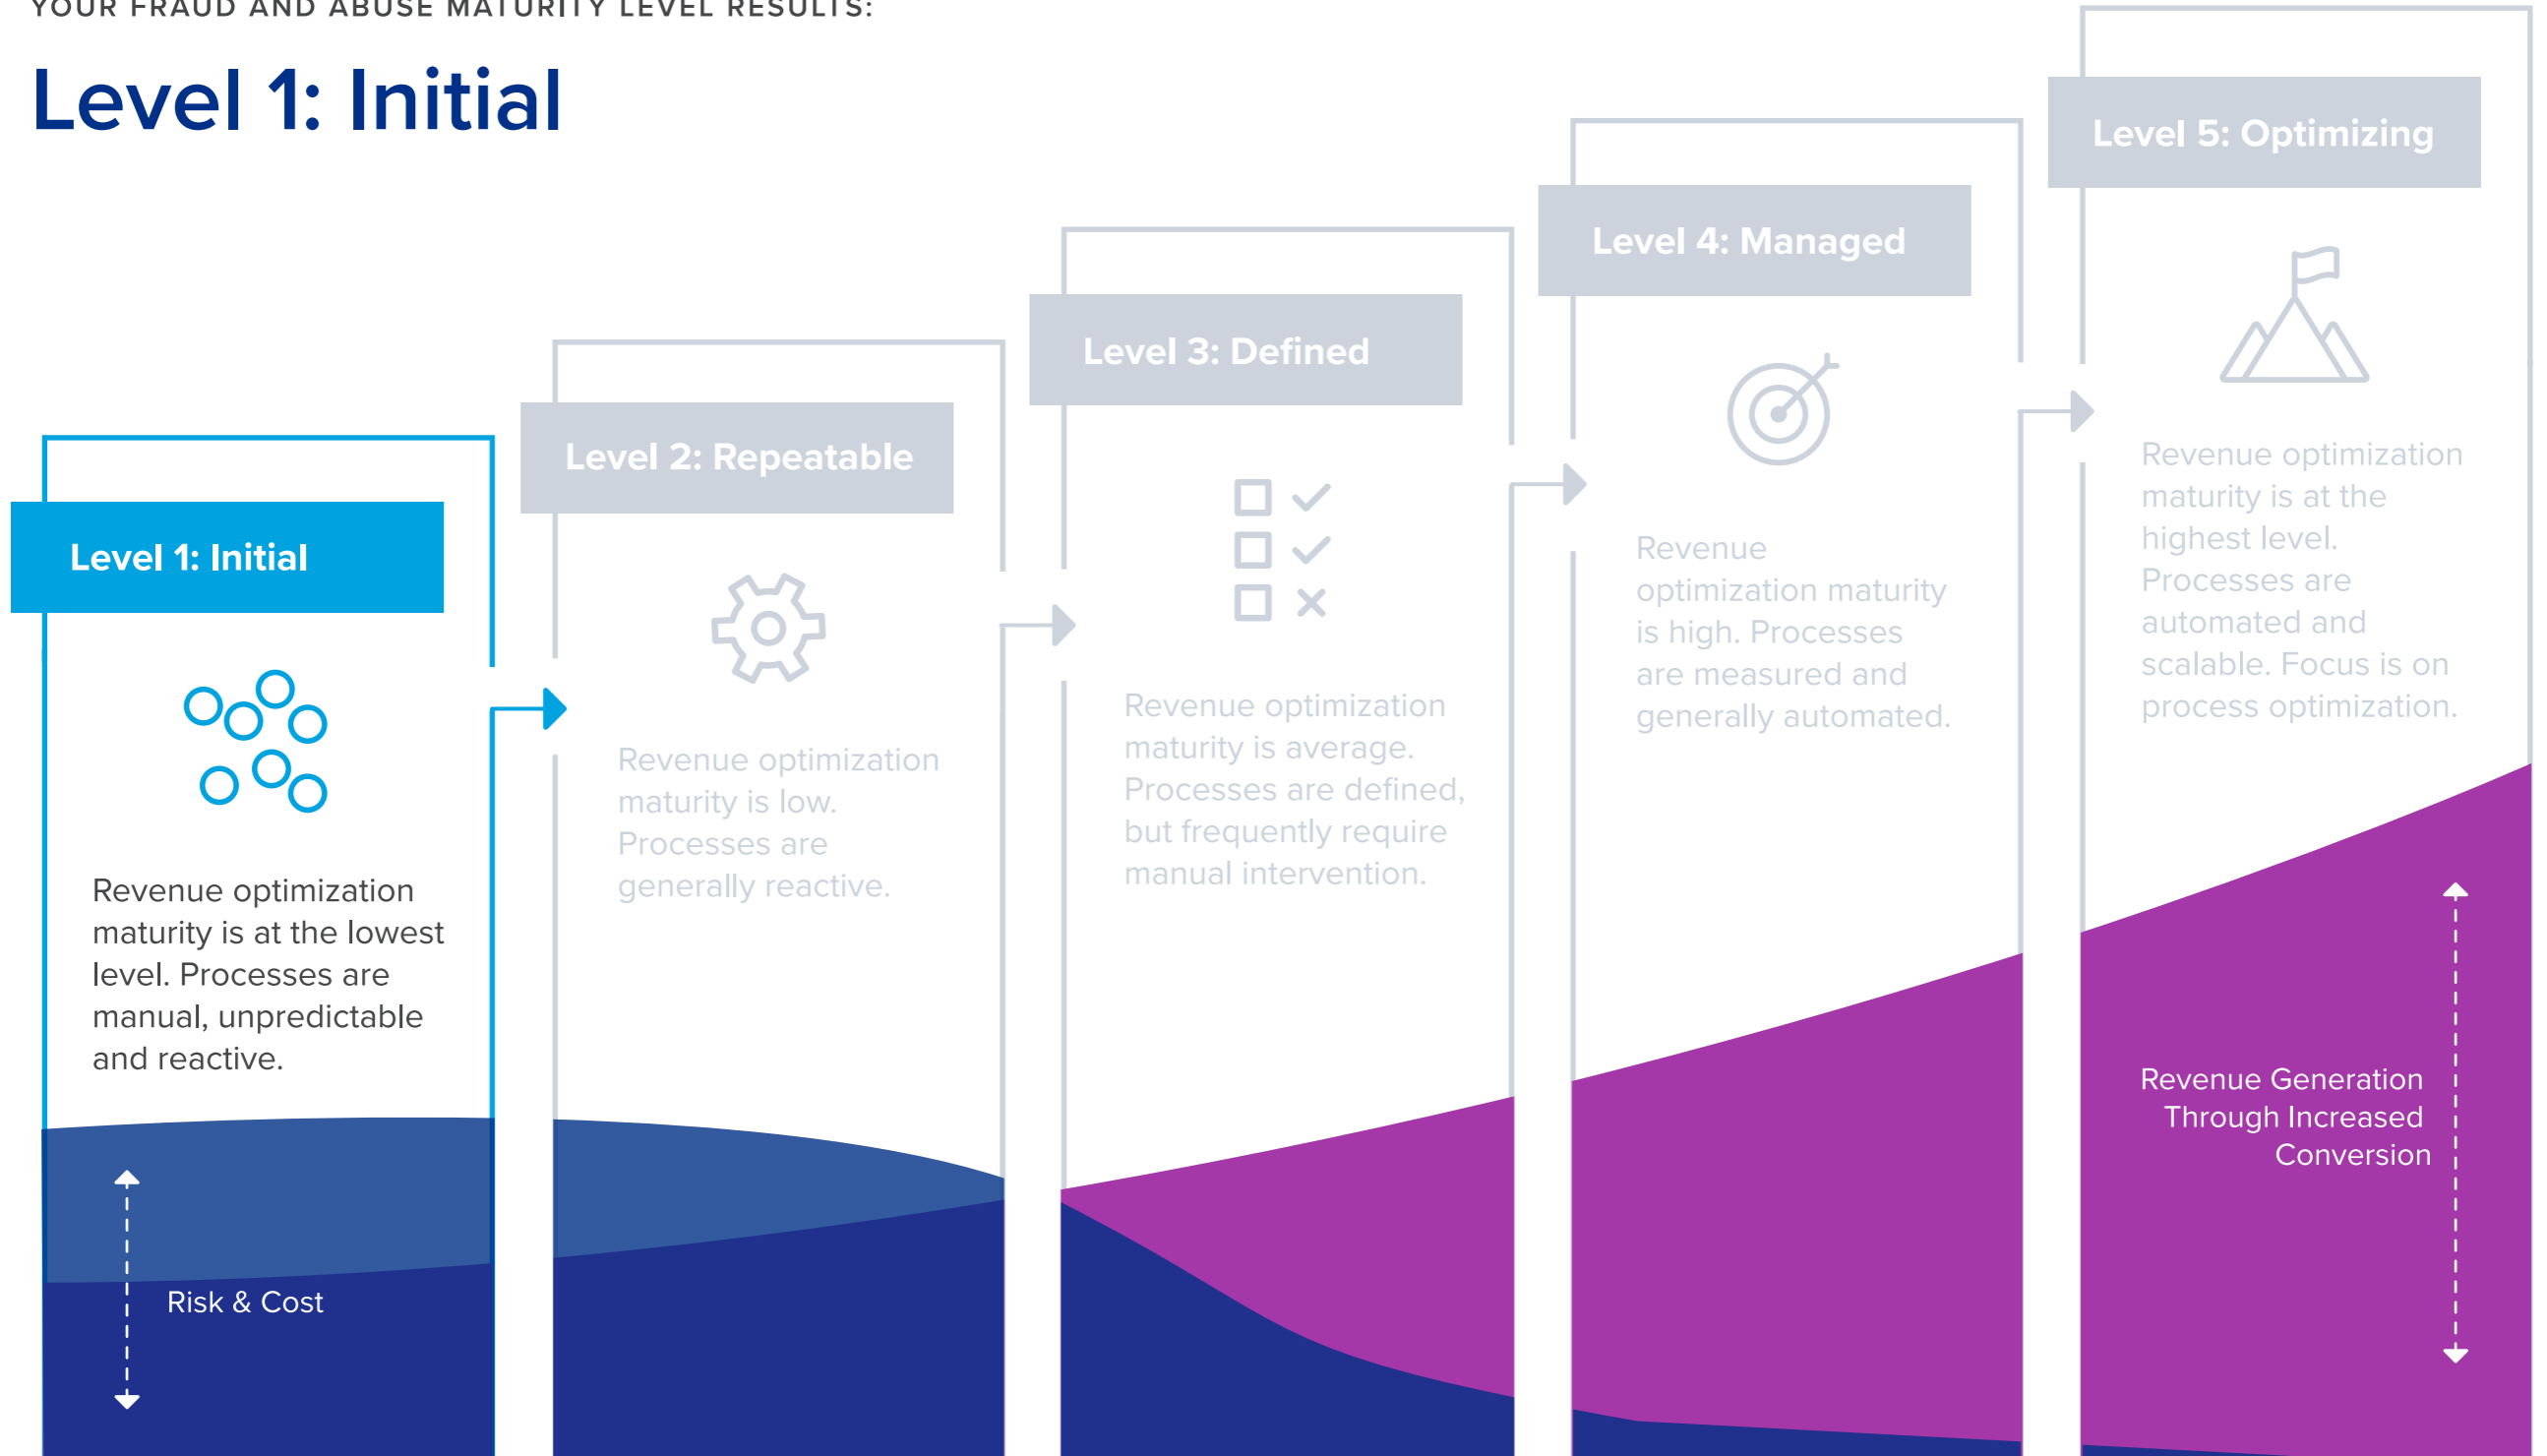 YOUR FRAUD AND ABUSE MATURITY LEVEL RESULTS:
Level 1: Initial
Level 1: Initial
Revenue optimization
maturity is at the lowest
level. Processes are
manual, unpredictable
and reactive.
Risk & Cost
Level 2: Repeatable
Revenue optimization
maturity is low.
Processes are
generally reactive.
Level 3: Defined
Revenue optimization
maturity is average.
Processes are defined,
but frequently require
manual intervention.
Level 4: Managed
Revenue
optimization maturity
is high. Processes
are measured and
generally automated.
Level 5: Optimizing
Revenue optimization
maturity is at the
highest level.
Processes are
automated and
scalable. Focus is on
process optimization.
Revenue Generation
Through Increased
Conversion